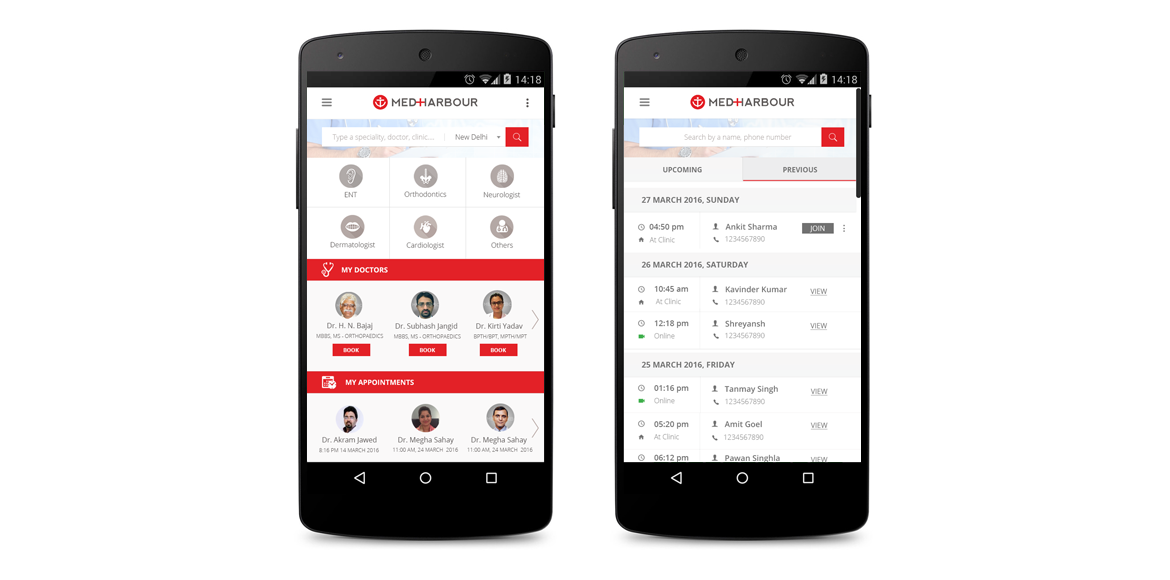 14:18
MEDHARBOUR
Type a speciality, doctor, clinic,... New Delhi
ENT Orthodontics Neurologist
Dermatologist Cardiologist Others
MY DOCTORS
Dr. H. N. Bajaj Dr. Subhash Jangid Dr. Kirti Yadav
MBBS, MS - ORTHOPAEDICS MBBS, MS - ORTHOPAEDICS BPTH/BPT, MPTH/MPT
BOOK BOOK BOOK
MY APPOINTMENTS
Dr. Akram Jawed Dr. Megha Sahay Dr. Megha Sahay
8:16 PM 14 MARCH 2016 11:00 AM, 24 MARCH 2016 11:00 AM, 24 MARCH 2016
14:18
MEDHARBOUR
Search by a name, phone number
UPCOMING PREVIOUS
27 MARCH 2016, SUNDAY
04:50 pm Ankit Sharma JOIN
At Clinic 1234567890
26 MARCH 2016, SATURDAY
10:45 am Kavinder Kumar VIEW
At Clinic 1234567890
12:18 pm Shreyansh VIEW
Online 1234567890
25 MARCH 2016, FRIDAY
01:16 pm Tanmay Singh VIEW
Online 1234567890
05:20 pm Amit Goel VIEW
At Clinic 1234567890
06:12 pm Pawan Singhla VIEW